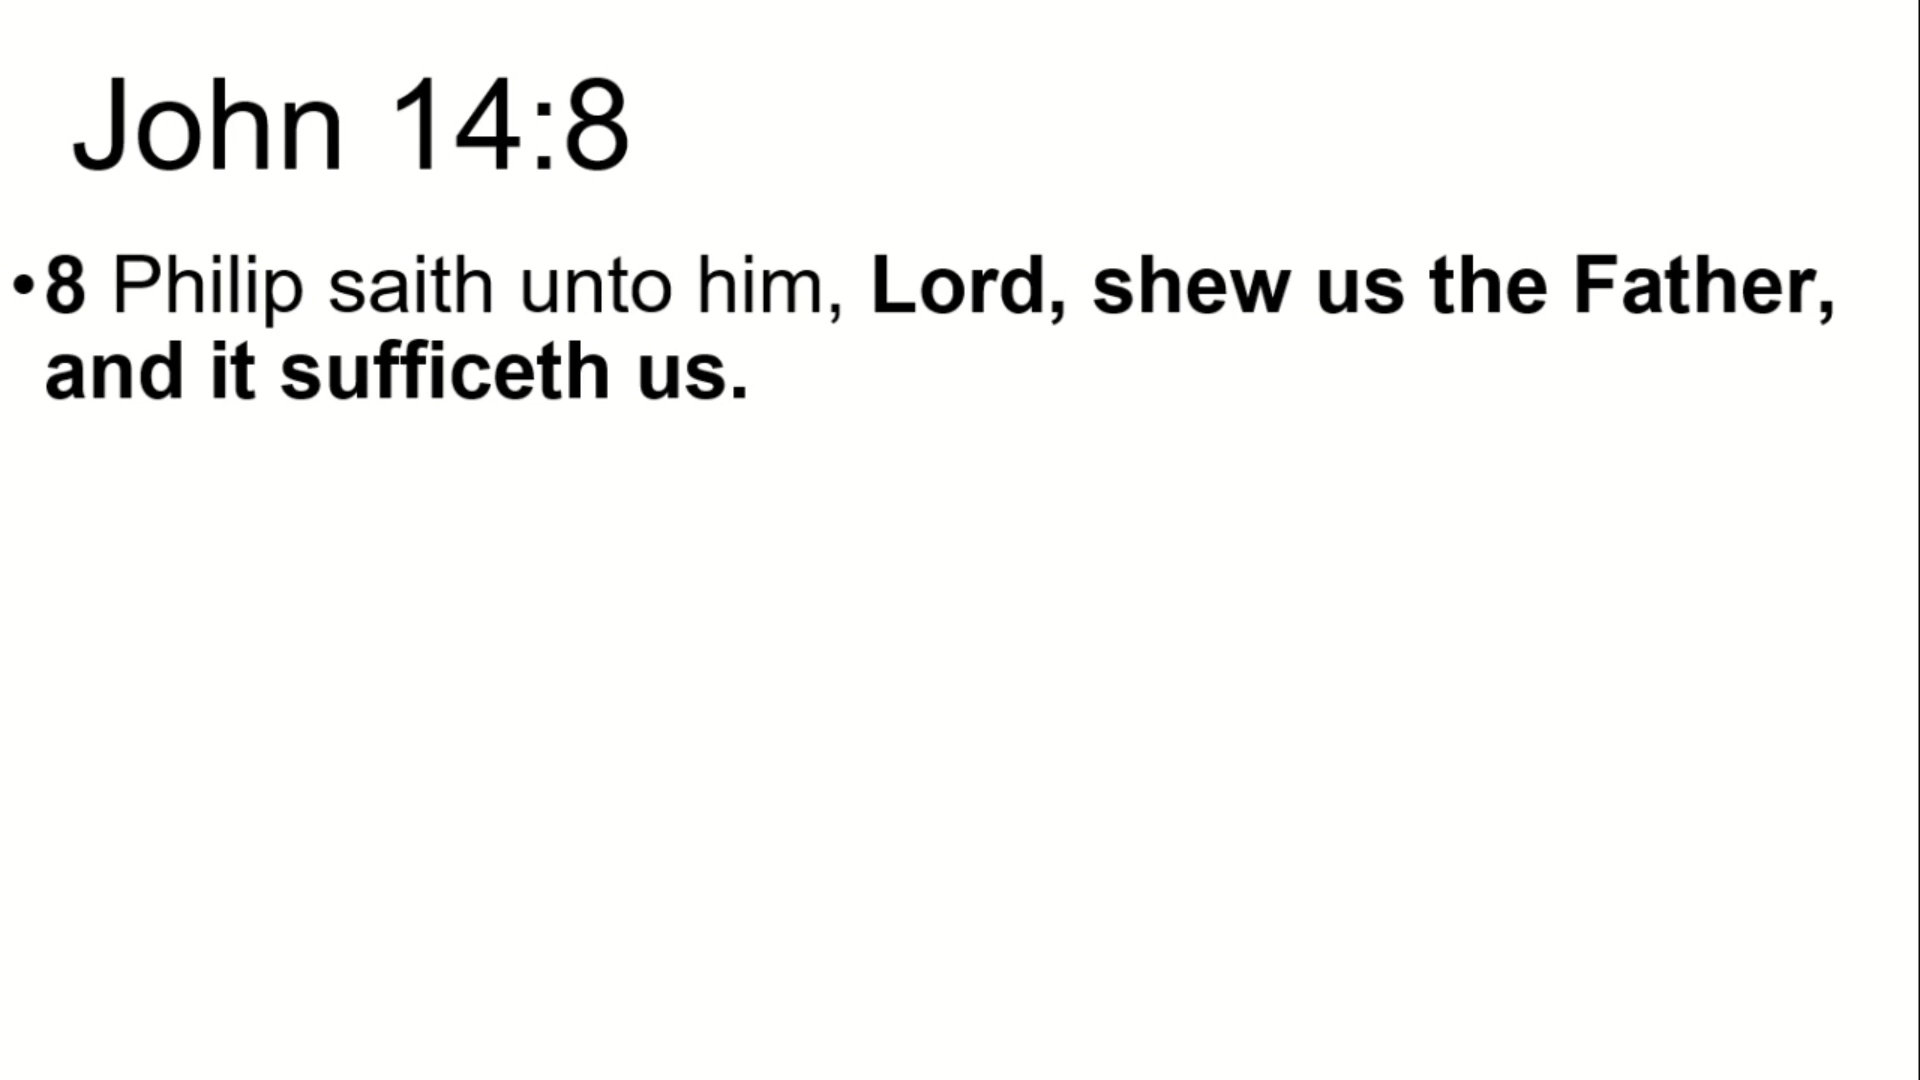 John 14:8
•8 Philip saith unto him, Lord, shew us the Father,
and it sufficeth us.